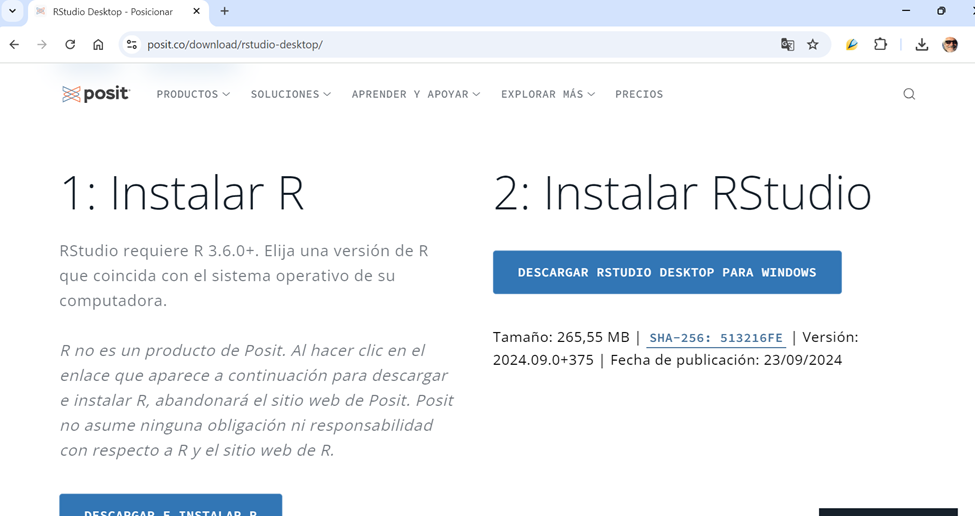 RStudio Desktop - Posicionar
posit.co/download/rstudio-desktop/
posit
PRODUCTOS
SOLUCIONES
APRENDER Y APOYAR
EXPLORAR MÁS
PRECIOS
1: Instalar R
RStudio requiere R 3.6.0+. Elija una versión de R
que coincida con el sistema operativo de su
computadora.
R no es un producto de Posit. Al hacer clic en el
enlace que aparece a continuación para descargar
e instalar R, abandonará el sitio web de Posit. Posit
no asume ninguna obligación ni responsabilidad
con respecto a R y el sitio web de R.
DESCARGAR E INSTALAR R
2: Instalar RStudio
DESCARGAR RSTUDIO DESKTOP PARA WINDOWS
Tamaño: 265,55 MB | SHA-256: 513216FE | Versión:
2024.09.0+375 | Fecha de publicación: 23/09/2024